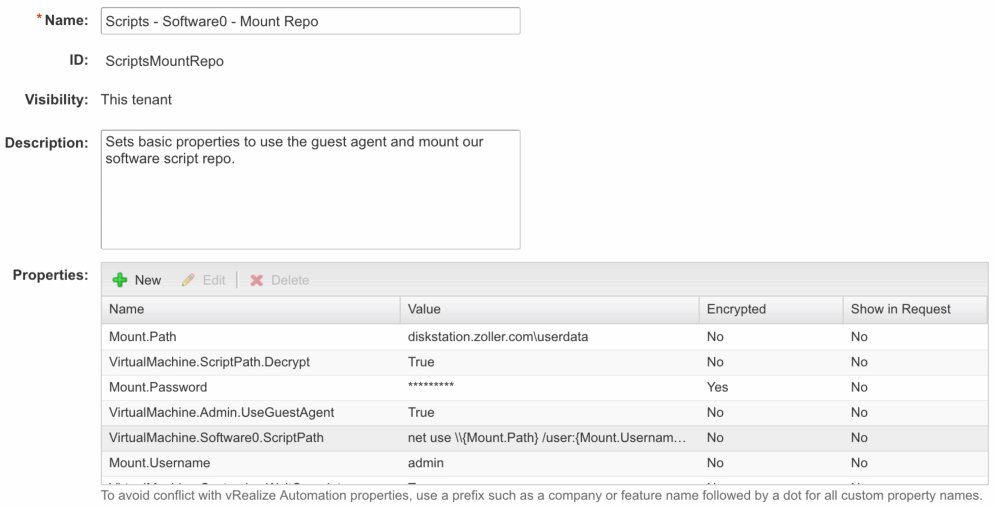 *Name: Scripts - Software0 - Mount Repo
ID: ScriptsMountRepo
Visibility: This tenant
Description: Sets basic properties to use the guest agent and mount our
software script repo.
Properties: New Edit Delete
Name Value Encrypted Show in Request
Mount.Path diskstation.zoller.com\userdata No No
VirtualMachine.ScriptPath.Decrypt True No No
Mount.Password ********* Yes No
VirtualMachine.Admin.UseGuestAgent True No No
VirtualMachine.Software0.ScriptPath net use \\{Mount.Path} /user:{Mount.Usernam... No No
Mount.Username admin No No
To avoid conflict with vRealize Automation properties, use a prefix such as a company or feature name followed by a dot for all custom property names.